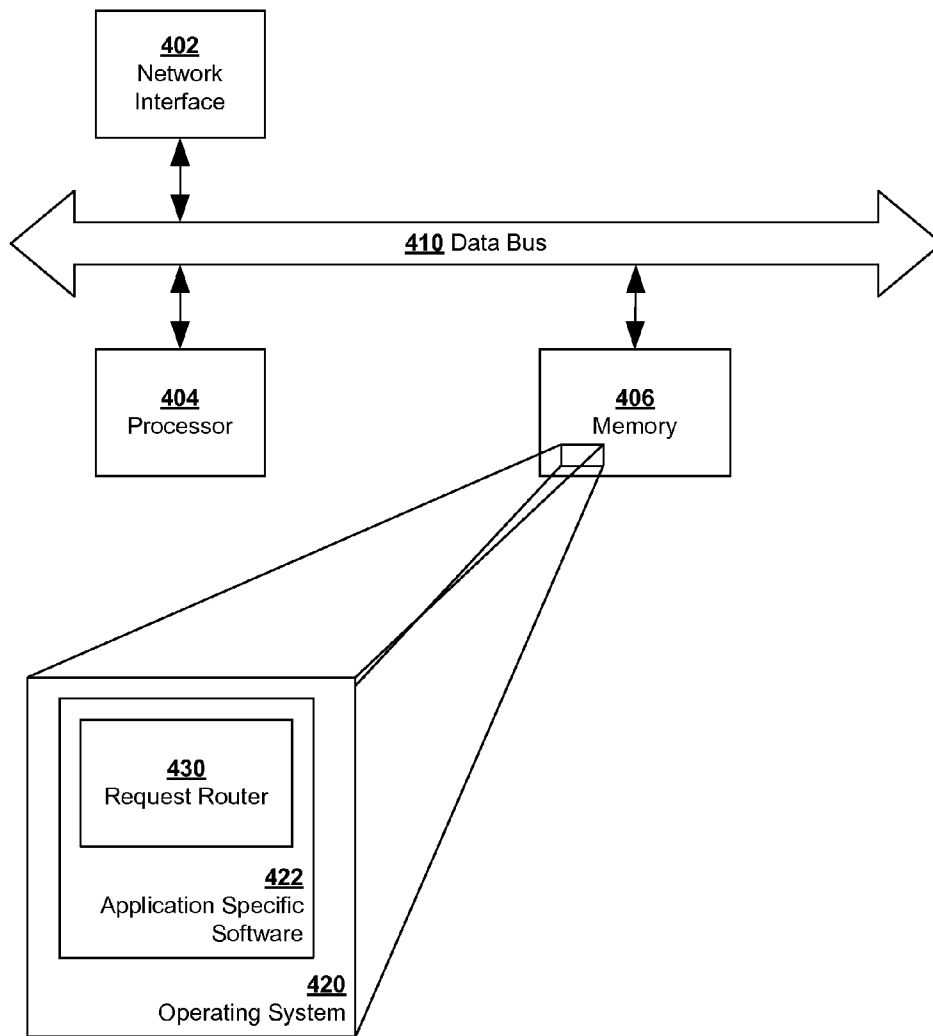 402
Network
Interface
410 Data Bus
404
Processor
406
Memory
430
Request Router
422
Application Specific
Software
420
Operating System